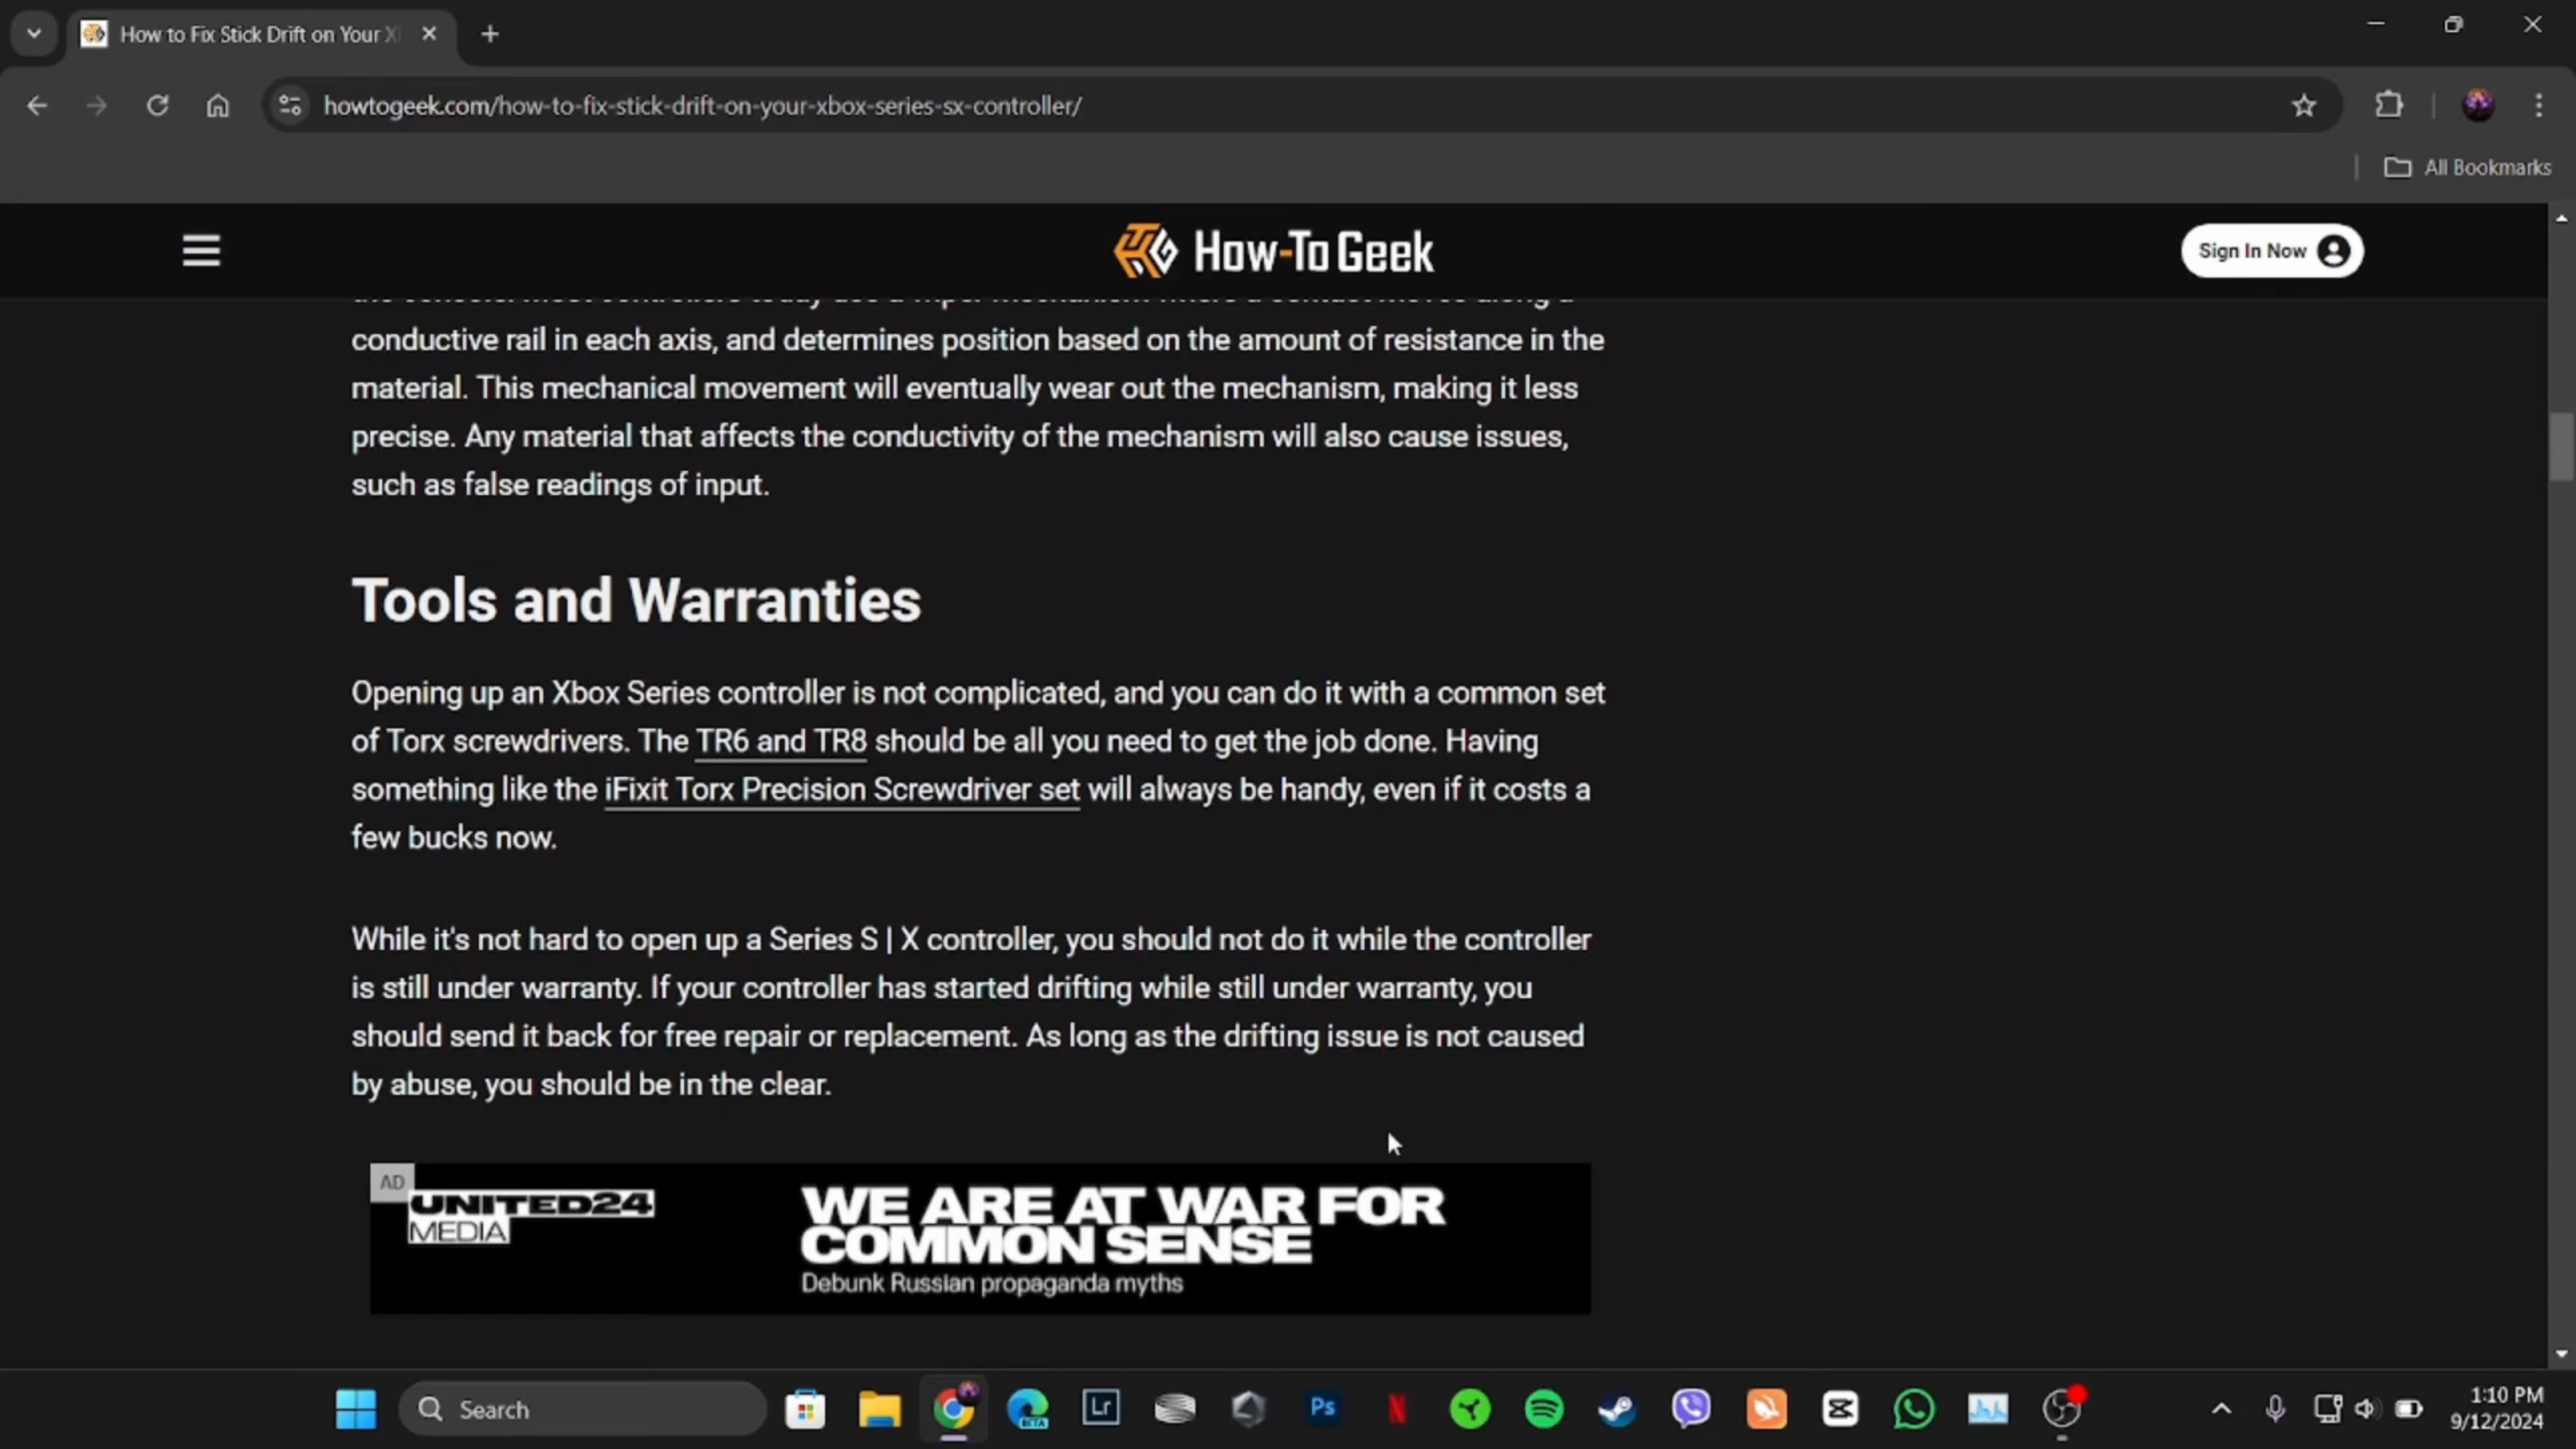 How to Fix Stick Drift on Your X
howtogeek.com/how-to-fix-stick-drift-on-your-xbox-series-sx-controller/
All Bookmarks
How-To Geek
Sign In Now
conductive rail in each axis, and determines position based on the amount of resistance in the
material. This mechanical movement will eventually wear out the mechanism, making it less
precise. Any material that affects the conductivity of the mechanism will also cause issues,
such as false readings of input.
Tools and Warranties
Opening up an Xbox Series controller is not complicated, and you can do it with a common set
of Torx screwdrivers. The TR6 and TR8 should be all you need to get the job done. Having
something like the iFixit Torx Precision Screwdriver set will always be handy, even if it costs a
few bucks now.
While it's not hard to open up a Series S | X controller, you should not do it while the controller
is still under warranty. If your controller has started drifting while still under warranty, you
should send it back for free repair or replacement. As long as the drifting issue is not caused
by abuse, you should be in the clear.
AD
UNITED24
MEDIA
WE ARE AT WAR FOR
COMMON SENSE
Debunk Russian propaganda myths
Search
BETA
Lr
Ps
N
1:10 PM
9/12/2024